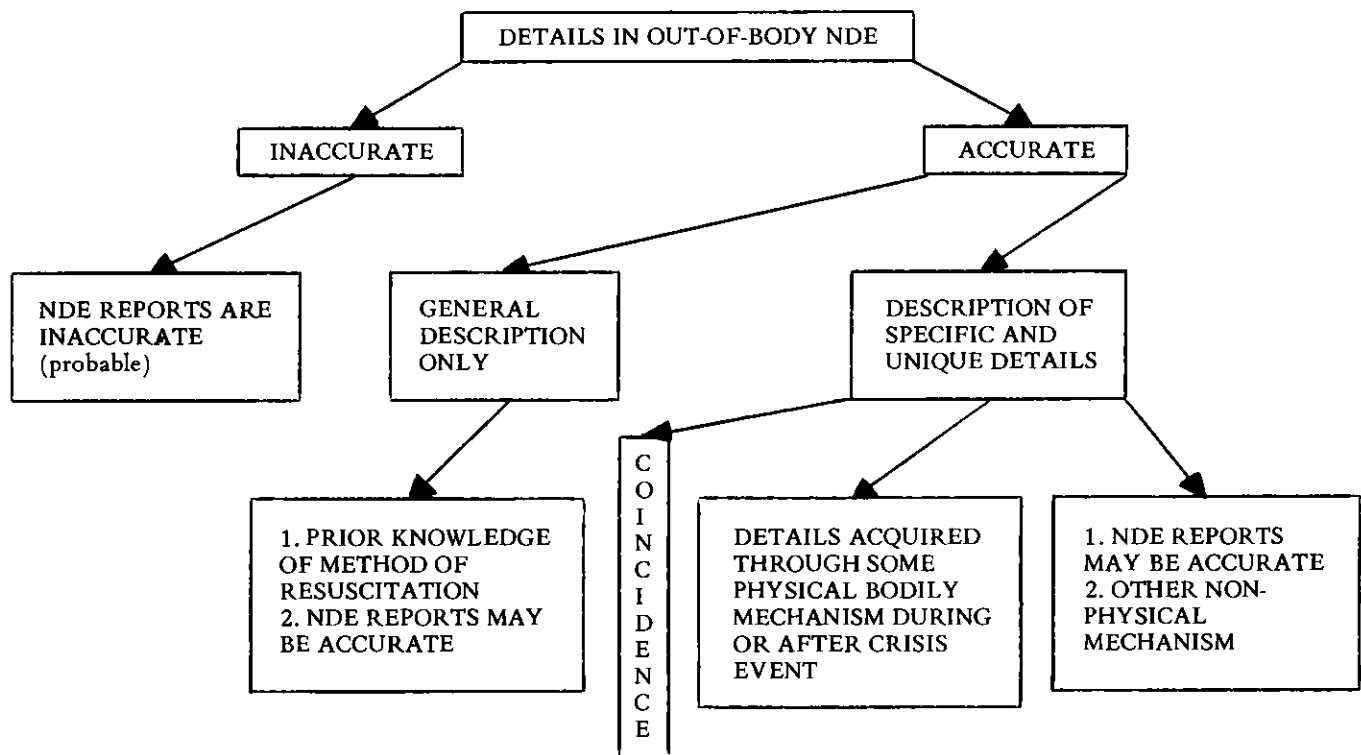 DETAILS IN OUT-OF-BODY NDE
INACCURATE
ACCURATE
NDE REPORTS ARE
INACCURATE
(probable)
GENERAL
DESCRIPTION
ONLY
DESCRIPTION OF
SPECIFIC AND
UNIQUE DETAILS
1. PRIOR KNOWLEDGE
OF METHOD OF
RESUSCITATION
2. NDE REPORTS MAY
BE ACCURATE
COINCIDENCE
DETAILS ACQUIRED
THROUGH SOME
PHYSICAL BODILY
MECHANISM DURING
OR AFTER CRISIS
EVENT
1. NDE REPORTS
MAY BE ACCURATE
2. OTHER NON-
PHYSICAL
MECHANISM